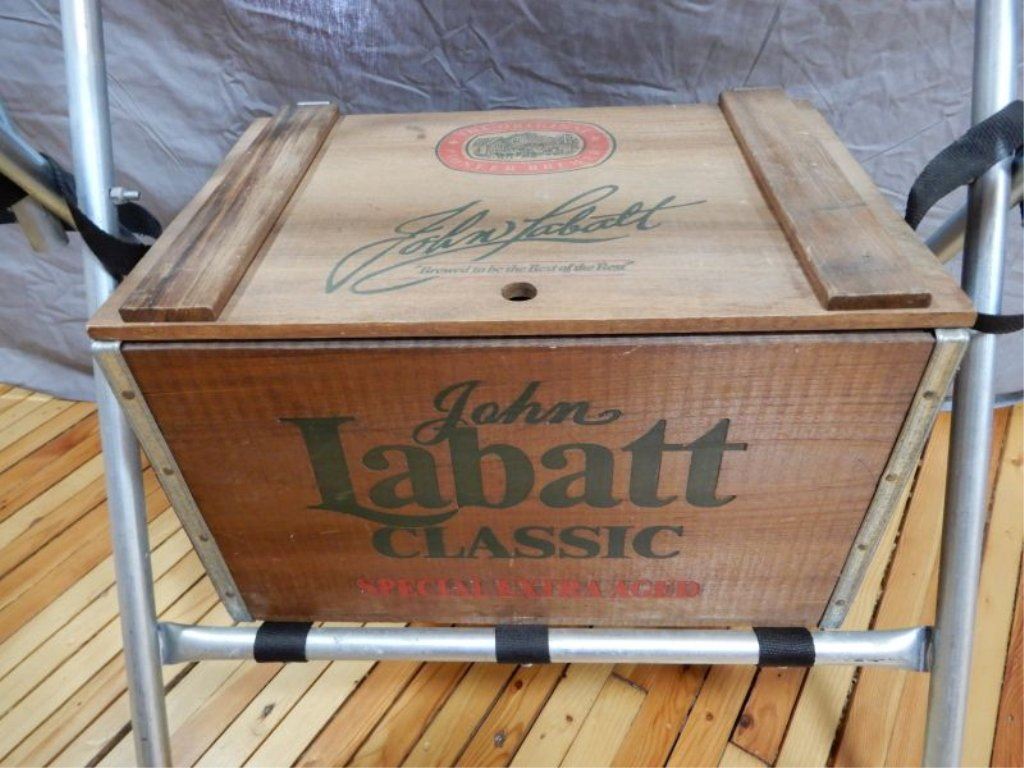 John Labatt
"Brewed to be the Best of the Best"
John
Labatt
CLASSIC
SPECIAL EXTRA AGED